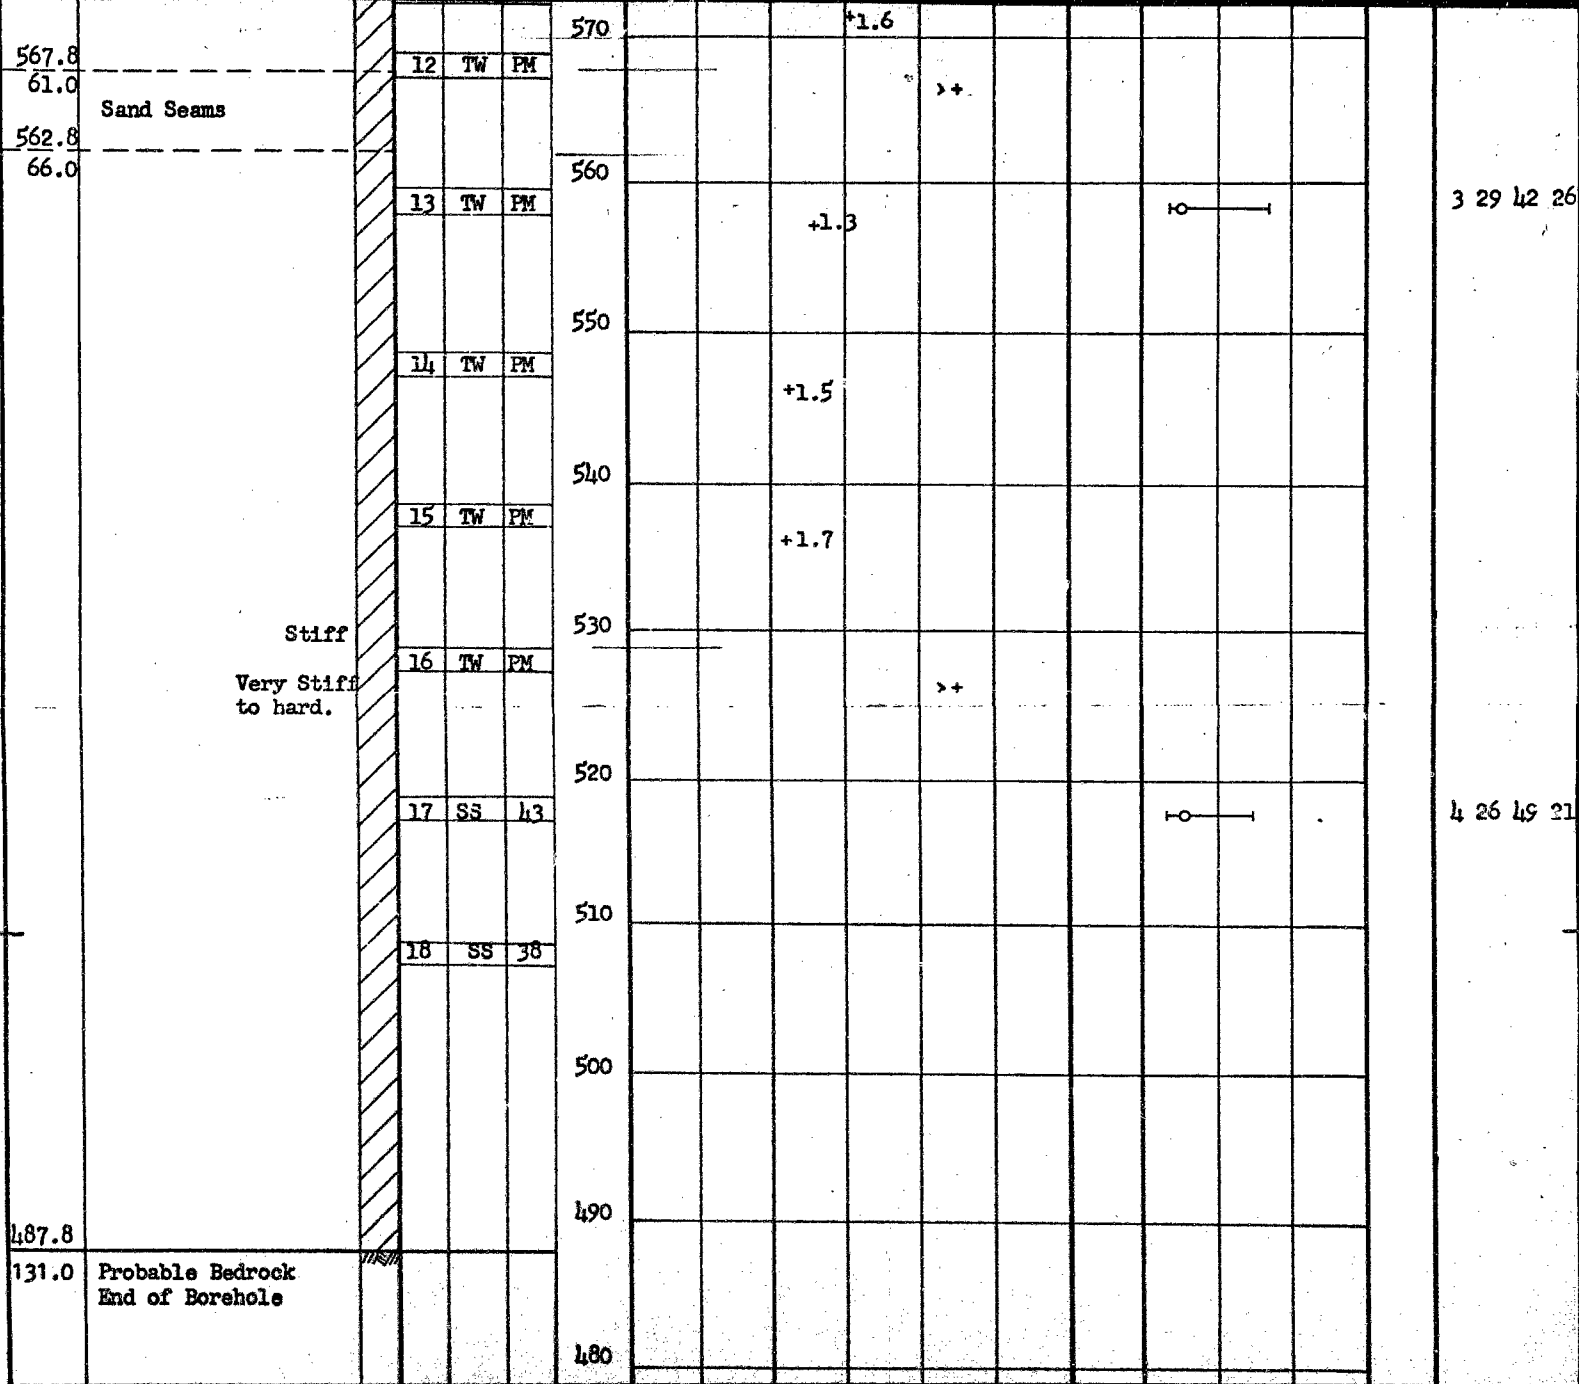 570 +1.6
567.8 12 TW PM
61.0 >+
Sand Seams
562.8
66.0 560
13 TW PM 3 29 42 26
+1.3
550
14 TW PM
+1.5
540
15 TW PM
+1.7
Stiff 530
16 TW PM
Very Stiff >+
to hard.
520
17 SS 43 4 26 49 21
510
18 SS 38
500
490
487.8
131.0 Probable Bedrock
End of Borehole
480